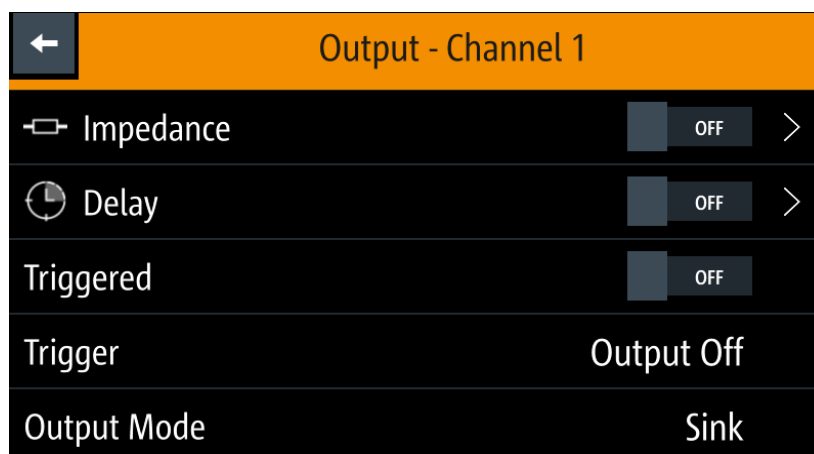 Output - Channel 1
Impedance OFF
Delay OFF
Triggered OFF
Trigger Output Off
Output Mode Sink